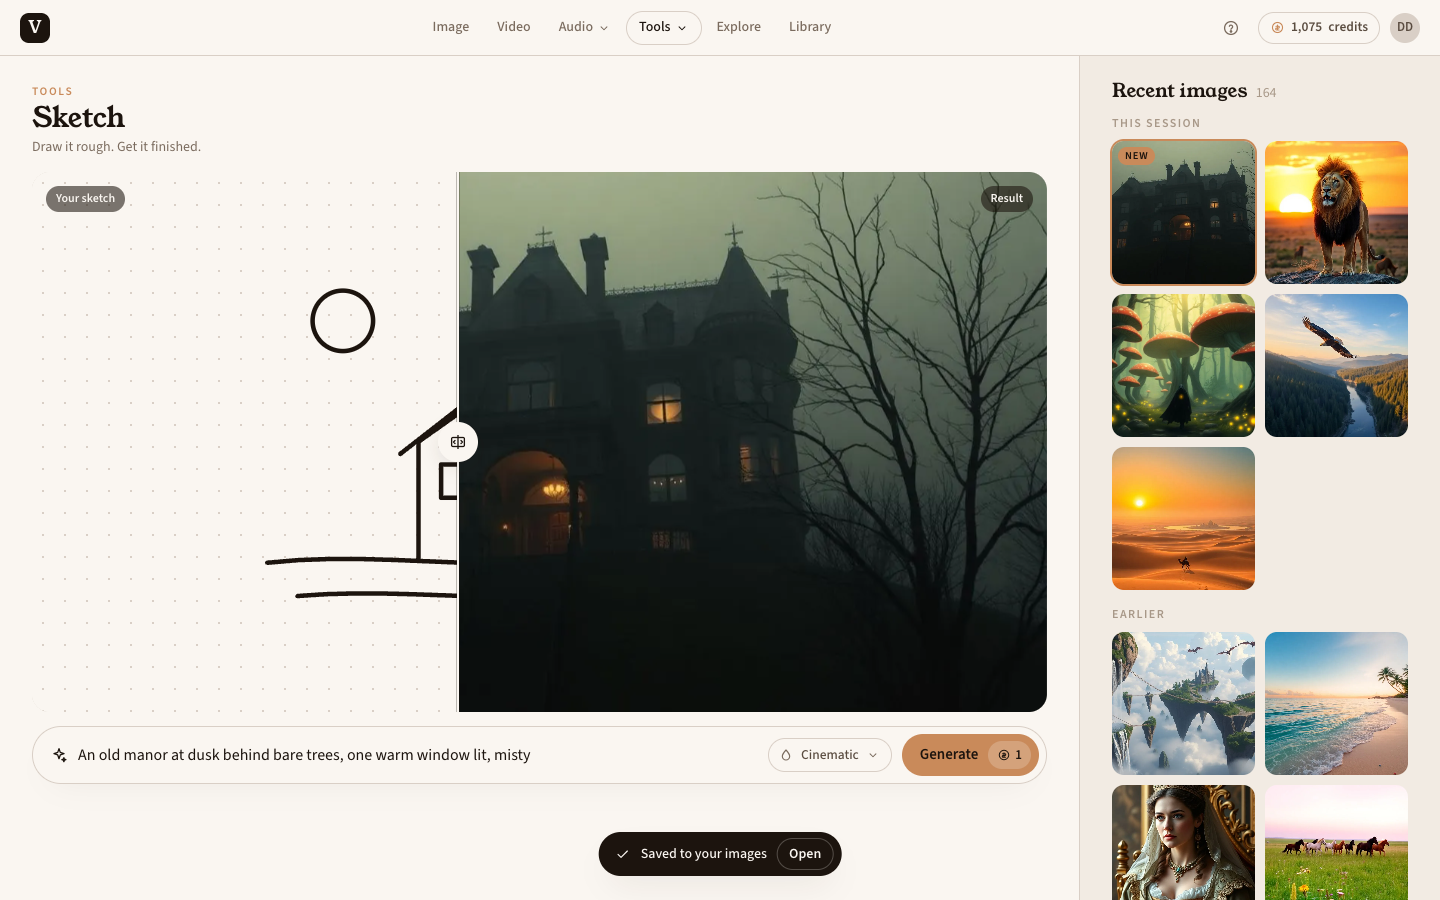 V
Image
Video
Audio
Tools
Explore
Library
1,075 credits
DD
TOOLS
Sketch
Draw it rough. Get it finished.
Your sketch
Result
An old manor at dusk behind bare trees, one warm window lit, misty
Cinematic
Generate
1
Saved to your images
Open
Recent images 164
THIS SESSION
NEW
EARLIER